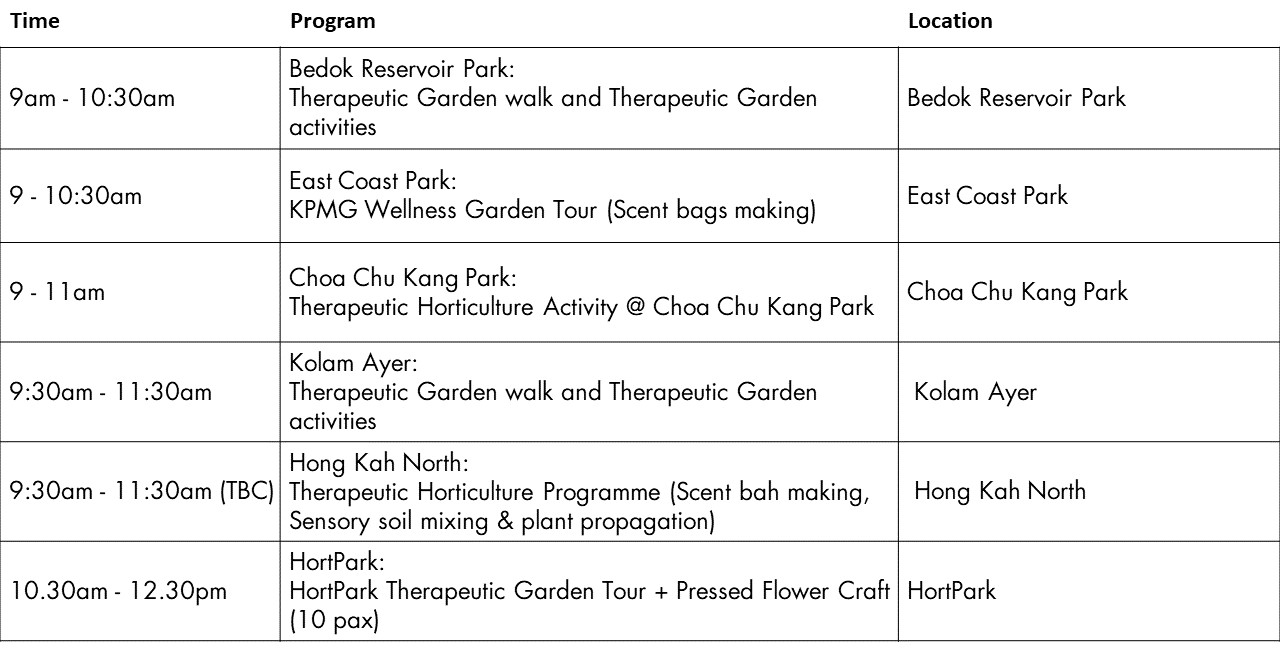 Time Program Location
Bedok Reservoir Park:
9am - 10:30am Therapeutic Garden walk and Therapeutic Garden Bedok Reservoir Park
activities
East Coast Park:
9 - 10:30am KPMG Wellness Garden Tour (Scent bags making) East Coast Park
Choa Chu Kang Park:
9 - 11am Therapeutic Horticulture Activity @ Choa Chu Kang Park Choa Chu Kang Park
Kolam Ayer:
9:30am - 11:30am Therapeutic Garden walk and Therapeutic Garden Kolam Ayer
activities
Hong Kah North:
9:30am - 11:30am (TBC) Therapeutic Horticulture Programme (Scent bah making, Hong Kah North
Sensory soil mixing & plant propagation)
HortPark:
10.30am - 12.30pm HortPark Therapeutic Garden Tour + Pressed Flower Craft HortPark
(10 pax)